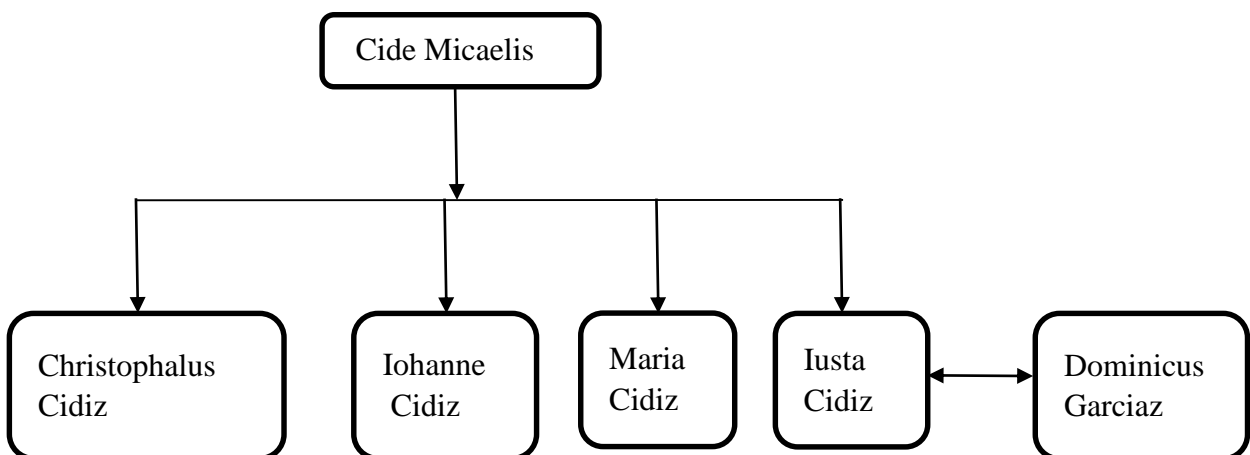 Cide Micaelis
Christophalus
Cidiz
Iohanne
Cidiz
Maria
Cidiz
Iusta
Cidiz
Dominicus
Garciaz